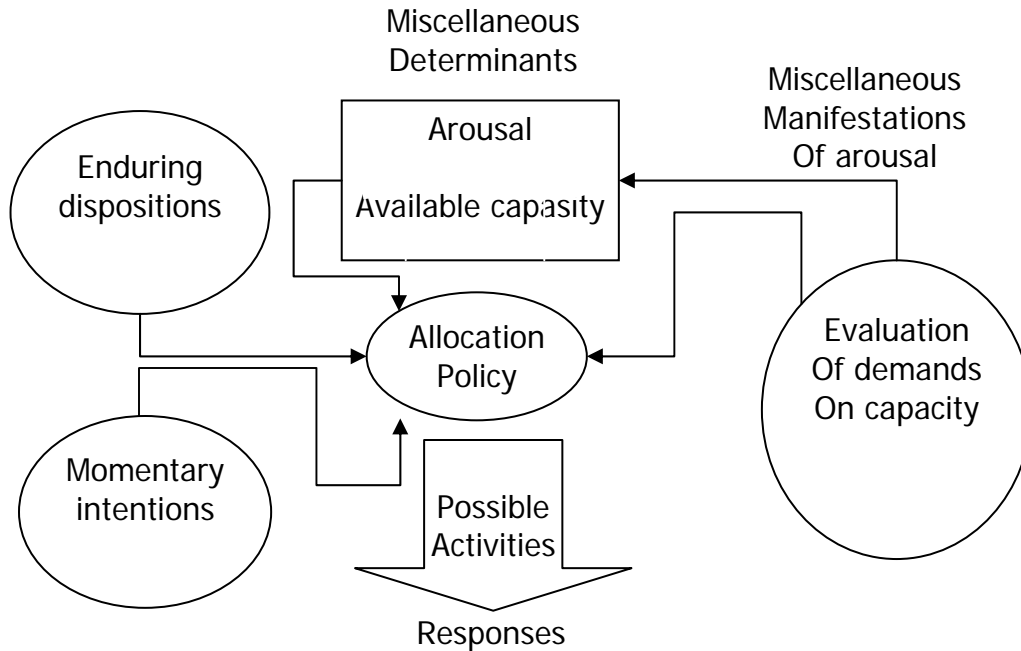 Miscellaneous
Determinants
Miscellaneous
Manifestations
Of arousal
Arousal
Available capasity
Enduring
dispositions
Allocation
Policy
Evaluation
Of demands
On capacity
Momentary
intentions
Possible
Activities
Responses